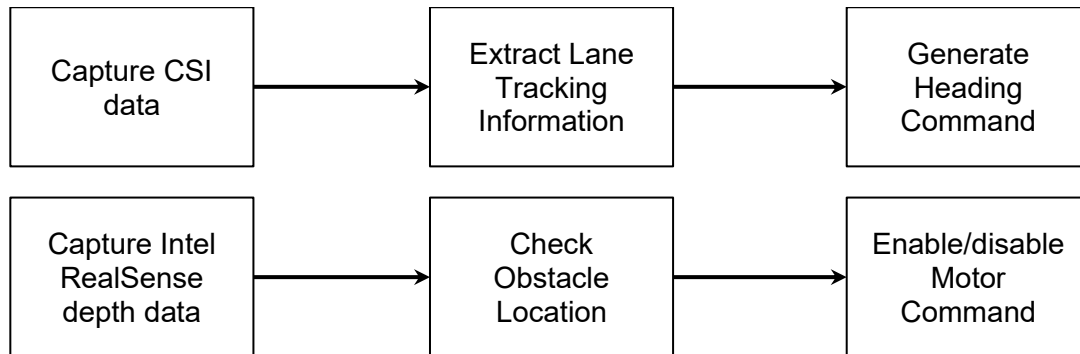 Capture CSI
data
Extract Lane
Tracking
Information
Generate
Heading
Command
Capture Intel
RealSense
depth data
Check
Obstacle
Location
Enable/disable
Motor
Command